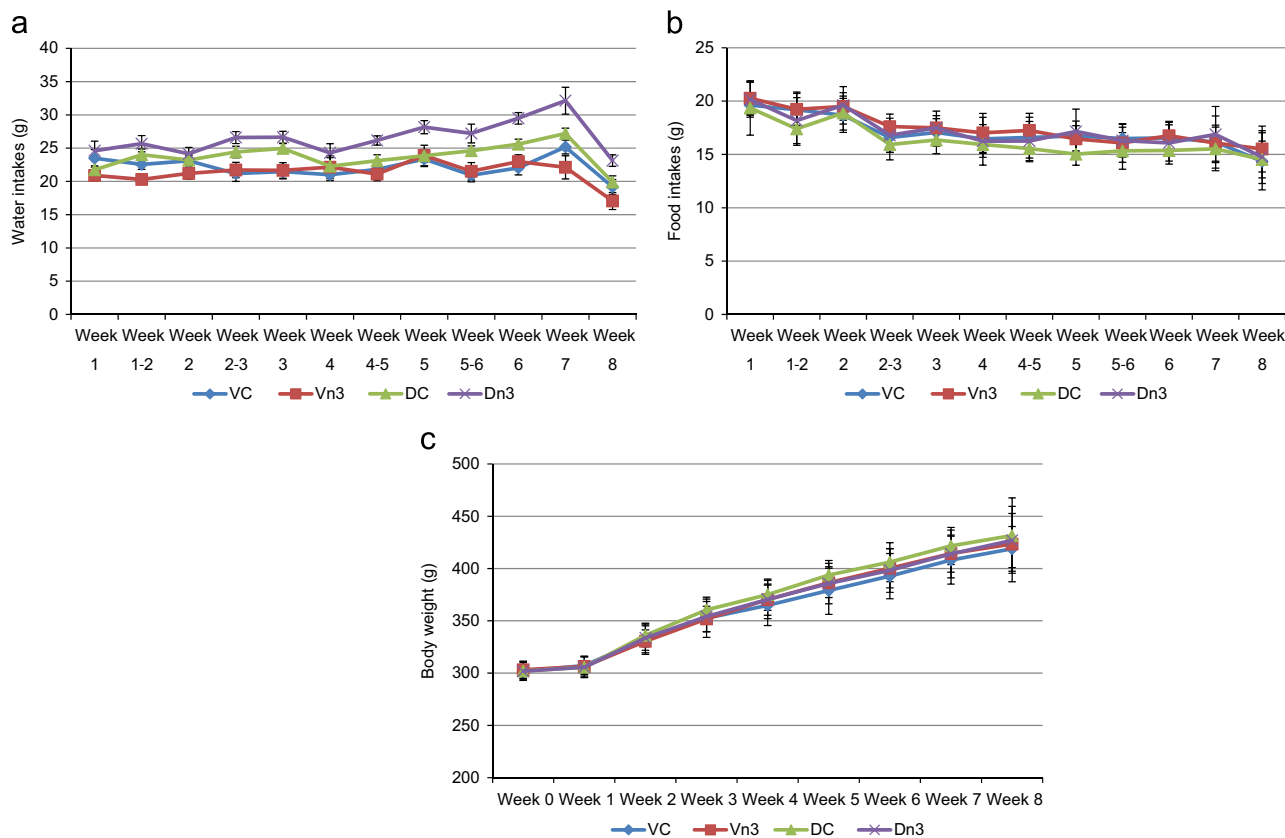 a
Water intakes (g)
40
35
30
25
20
15
10
5
0
Week Week Week Week Week Week Week Week Week Week Week Week
1 1-2 2 2-3 3 4 4-5 5 5-6 6 7 8
VC Vn3 DC Dn3
b
Food intakes (g)
25
20
15
10
5
0
Week Week Week Week Week Week Week Week Week Week Week Week
1 1-2 2 2-3 3 4 4-5 5 5-6 6 7 8
VC Vn3 DC Dn3
c
Body weight (g)
500
450
400
350
300
250
200
Week 0 Week 1 Week 2 Week 3 Week 4 Week 5 Week 6 Week 7 Week 8
VC Vn3 DC Dn3